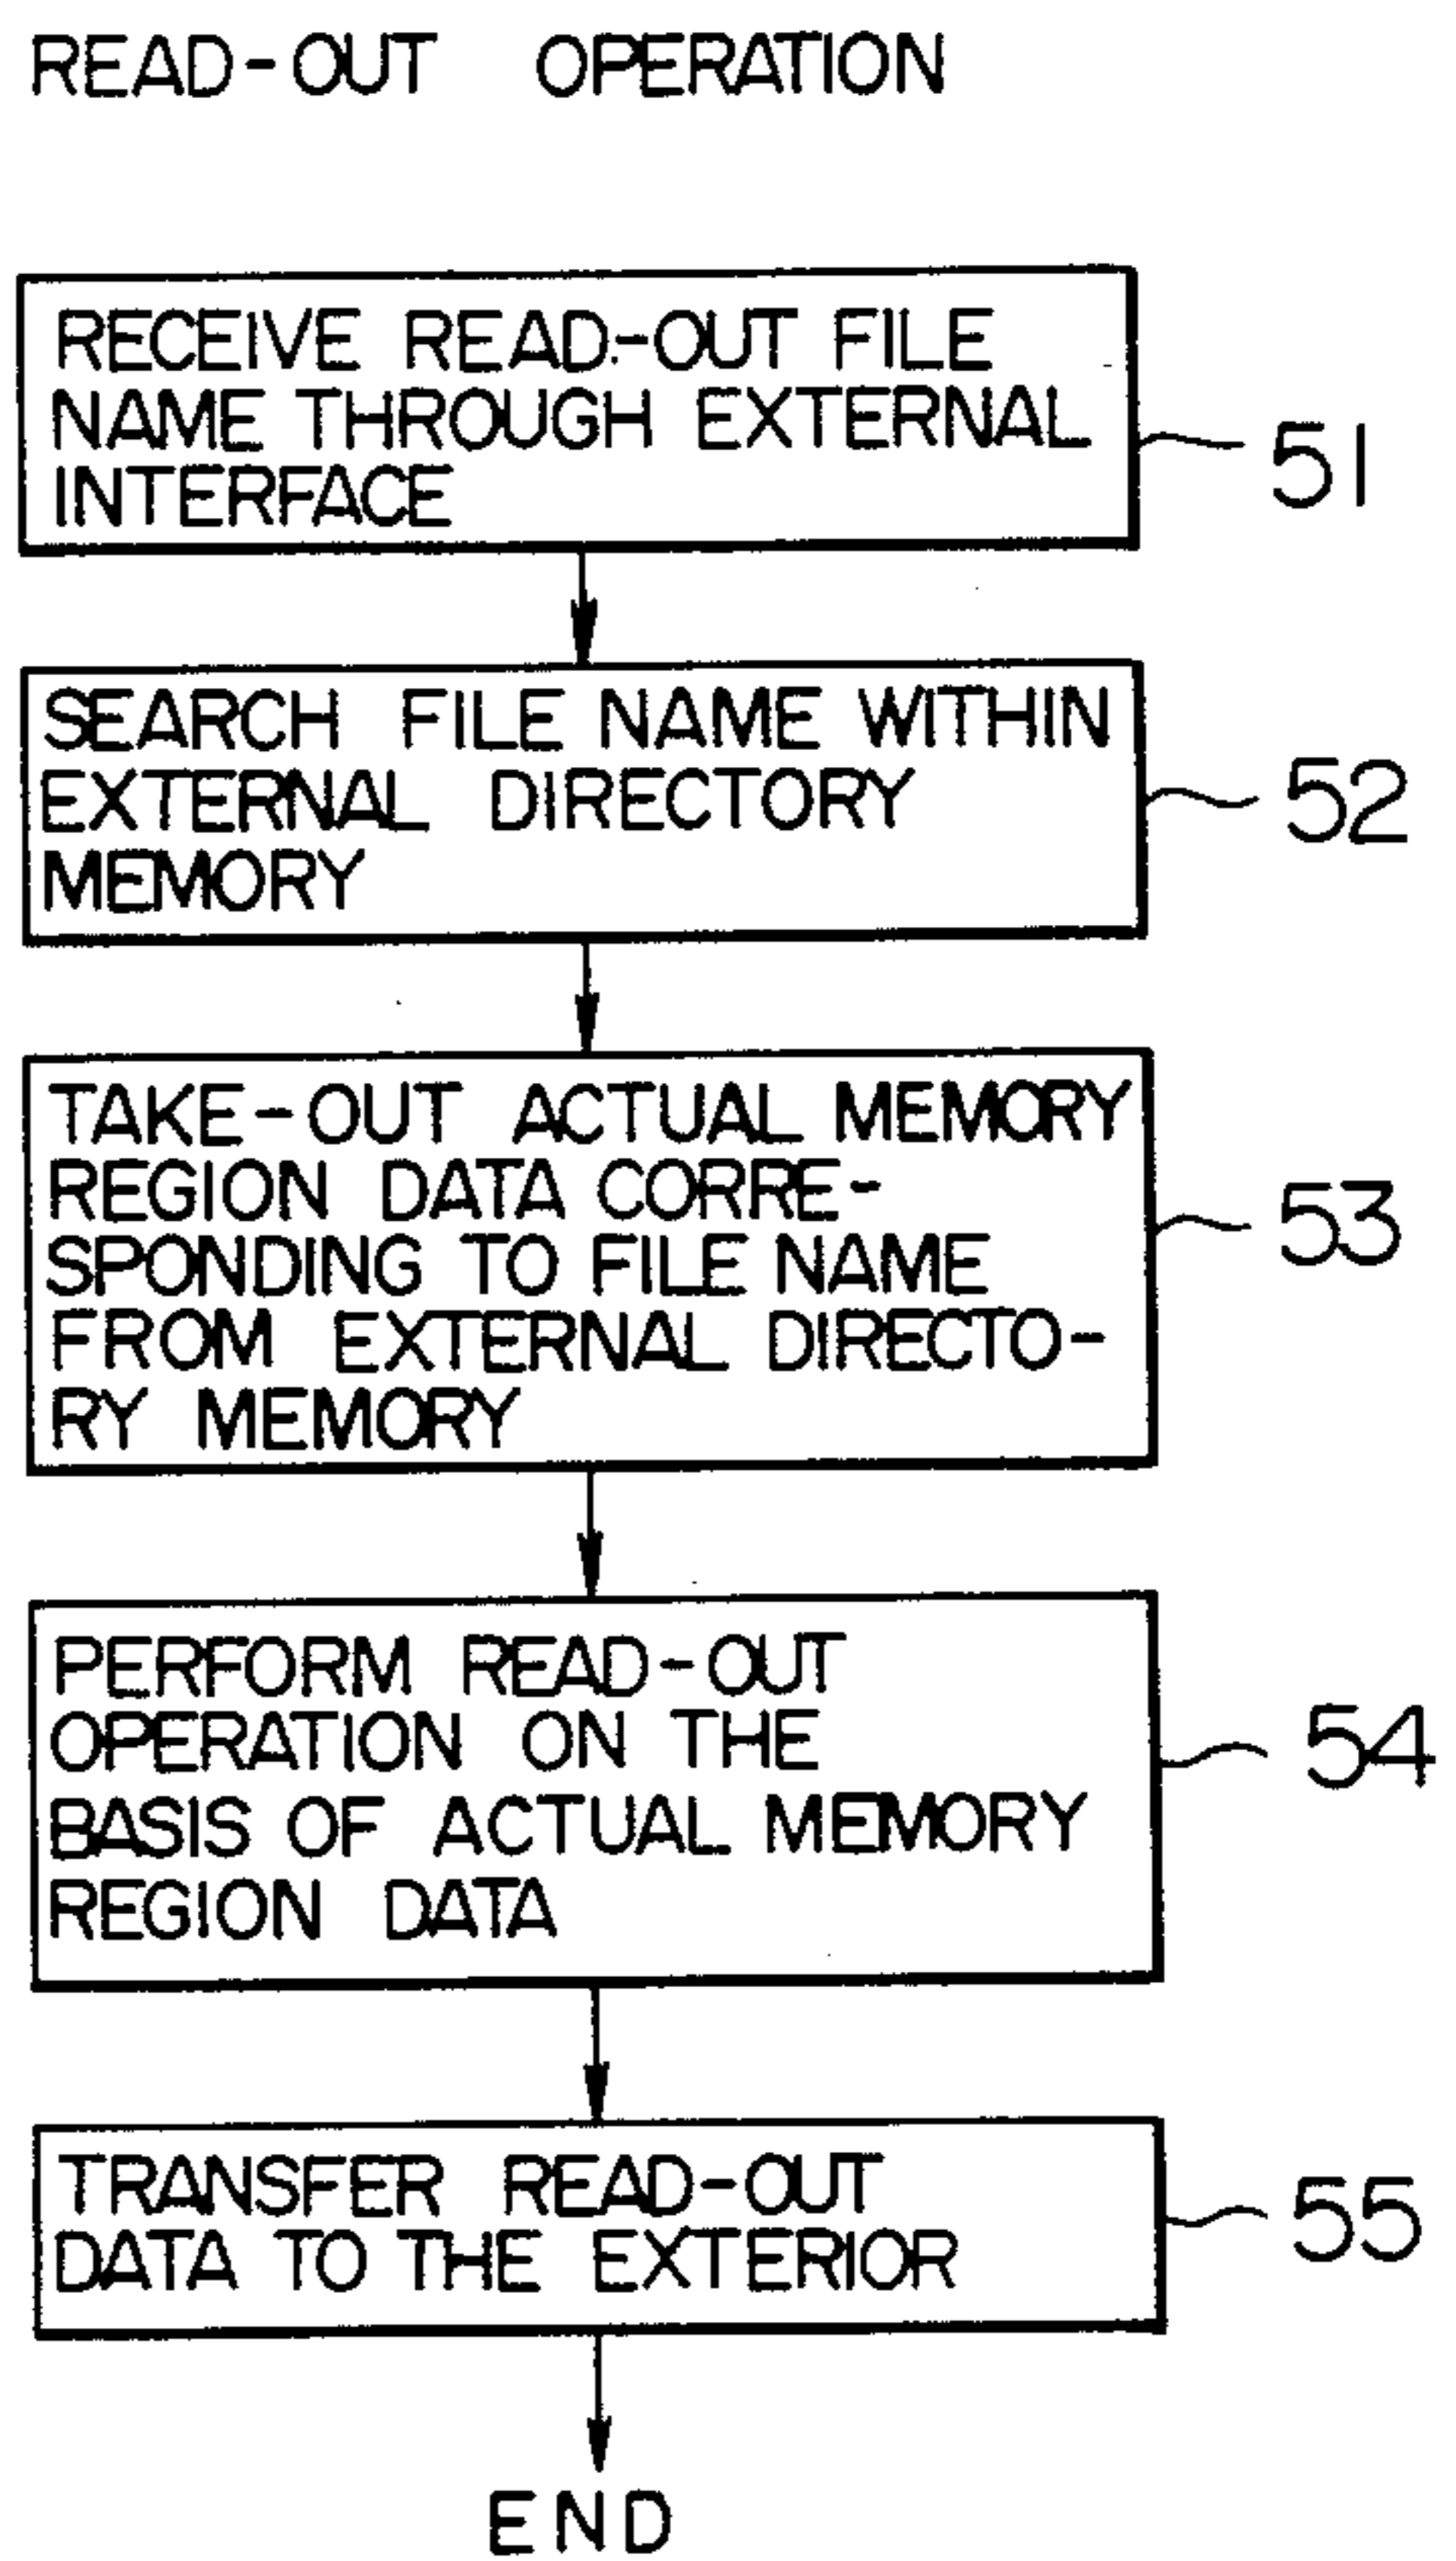 READ-OUT OPERATION
RECEIVE READ-OUT FILE
NAME THROUGH EXTERNAL
INTERFACE
51
SEARCH FILE NAME WITHIN
EXTERNAL DIRECTORY
MEMORY
52
TAKE-OUT ACTUAL MEMORY
REGION DATA CORRE-
SPONDING TO FILE NAME
FROM EXTERNAL DIRECTO-
RY MEMORY
53
PERFORM READ-OUT
OPERATION ON THE
BASIS OF ACTUAL MEMORY
REGION DATA
54
TRANSFER READ-OUT
DATA TO THE EXTERIOR
55
END